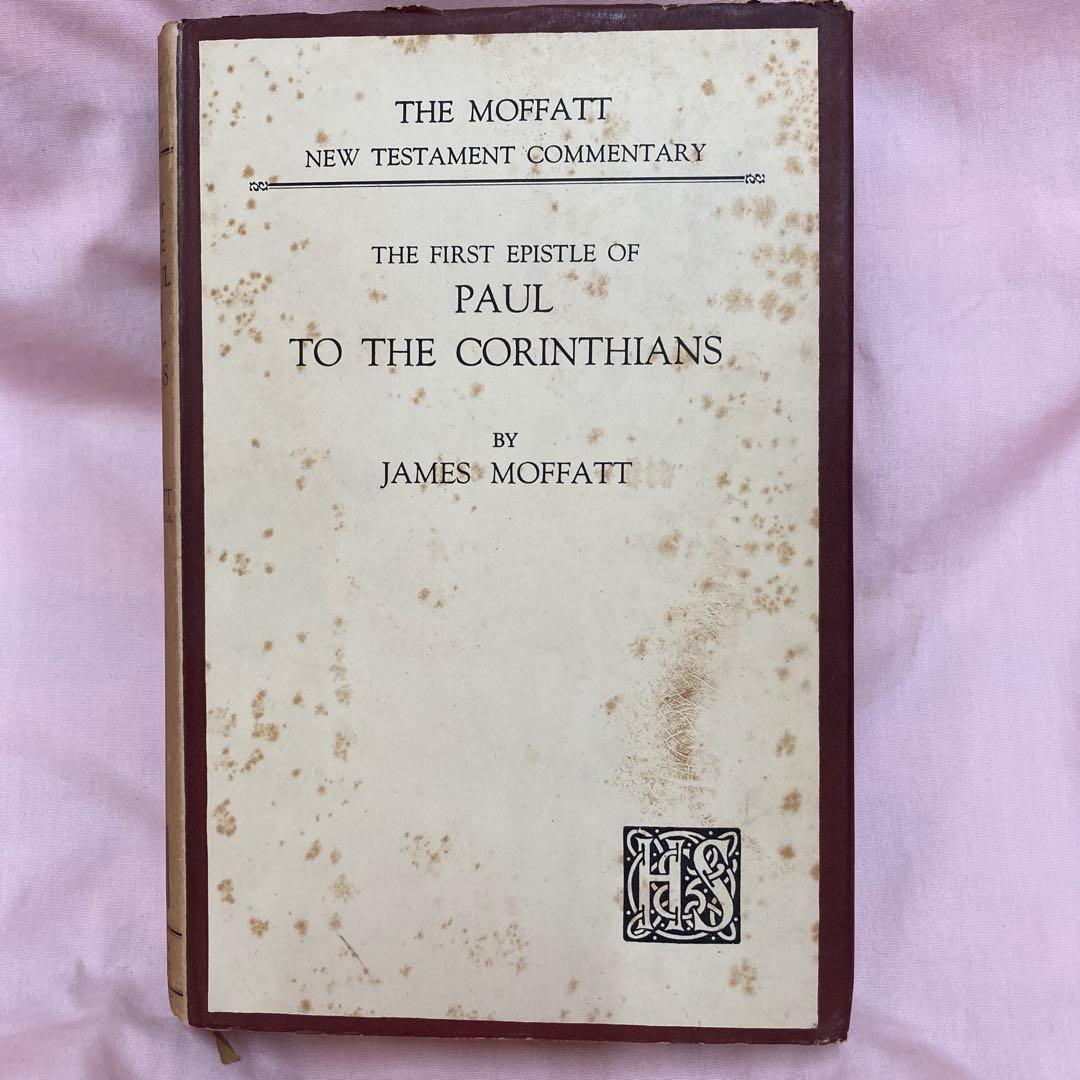 THE MOFFATT
NEW TESTAMENT COMMENTARY
THE FIRST EPISTLE OF
PAUL
TO THE CORINTHIANS
BY
JAMES MOFFATT
HS